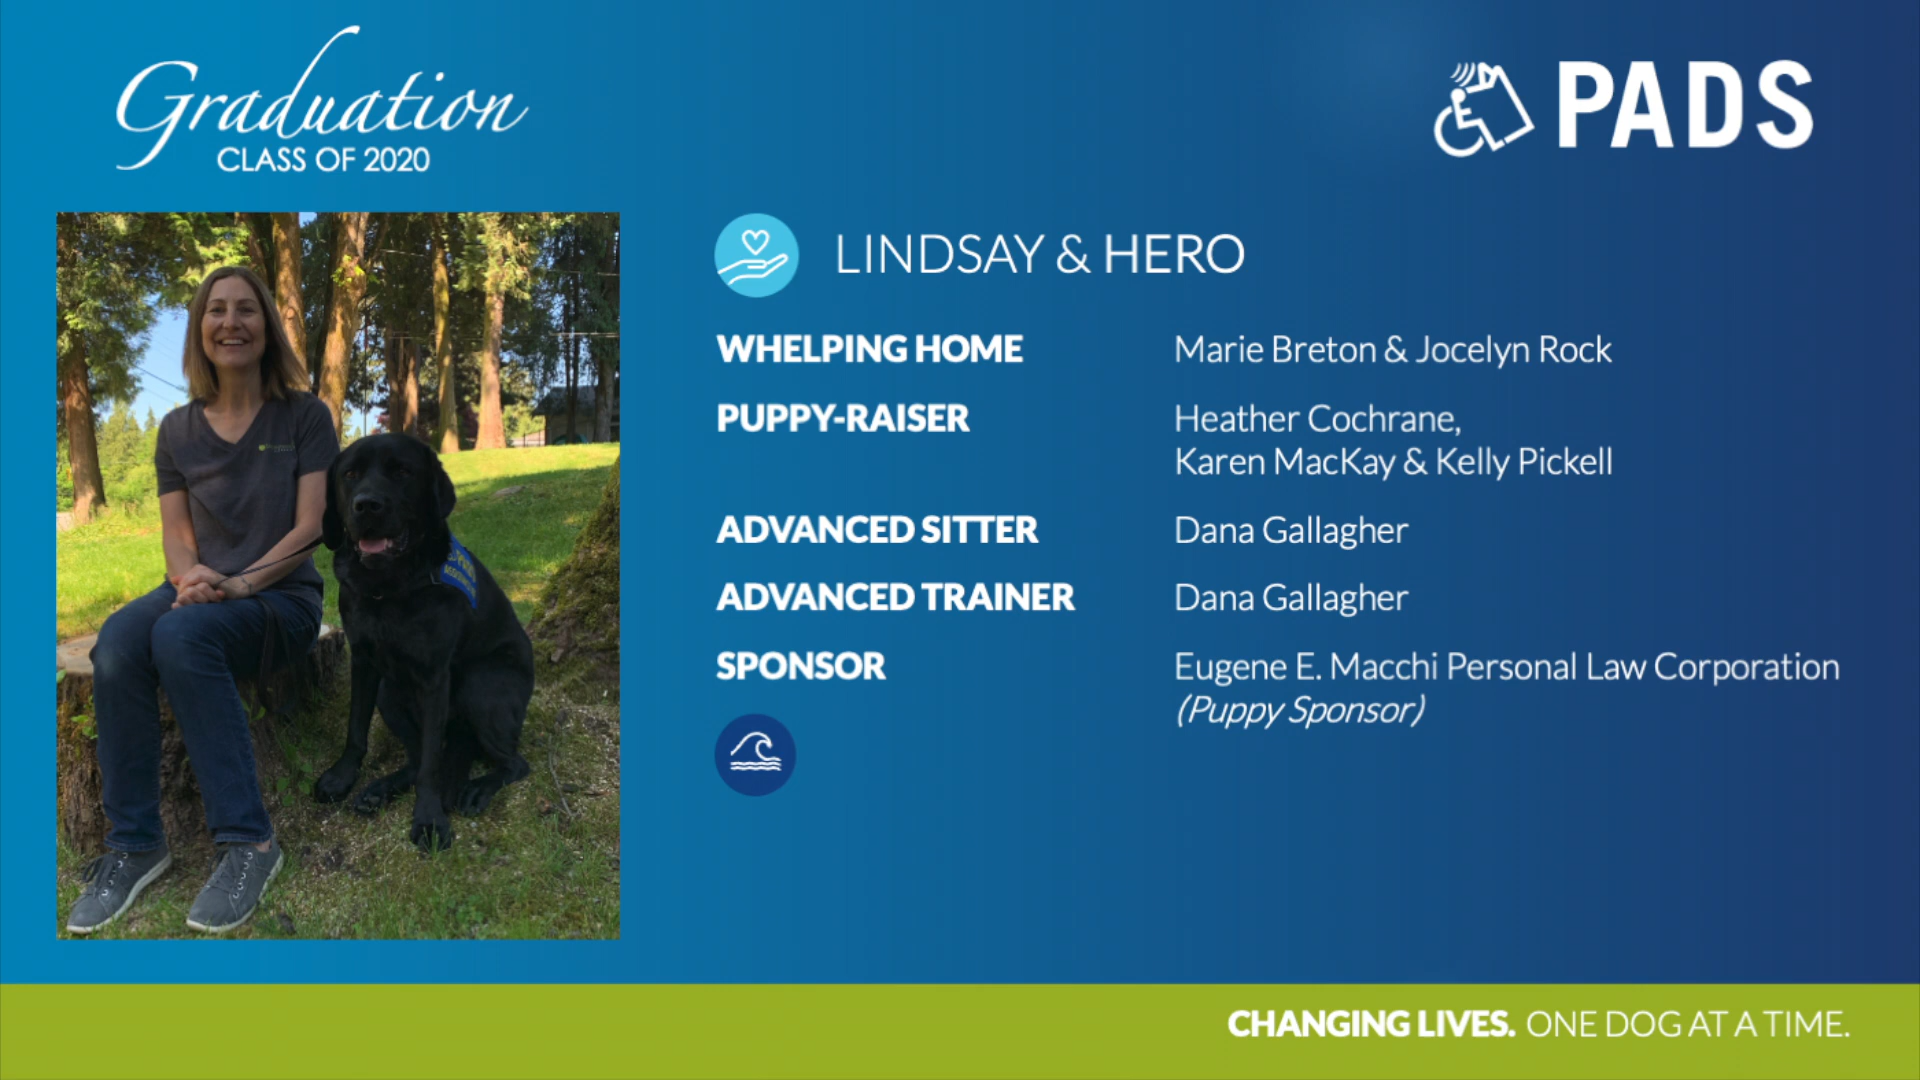 Graduation
CLASS OF 2020
PADS
LINDSAY & HERO
WHELPING HOME Marie Breton & Jocelyn Rock
PUPPY-RAISER Heather Cochrane,
Karen MacKay & Kelly Pickell
ADVANCED SITTER Dana Gallagher
ADVANCED TRAINER Dana Gallagher
SPONSOR Eugene E. Macchi Personal Law Corporation
(Puppy Sponsor)
CHANGING LIVES. ONE DOG AT A TIME.